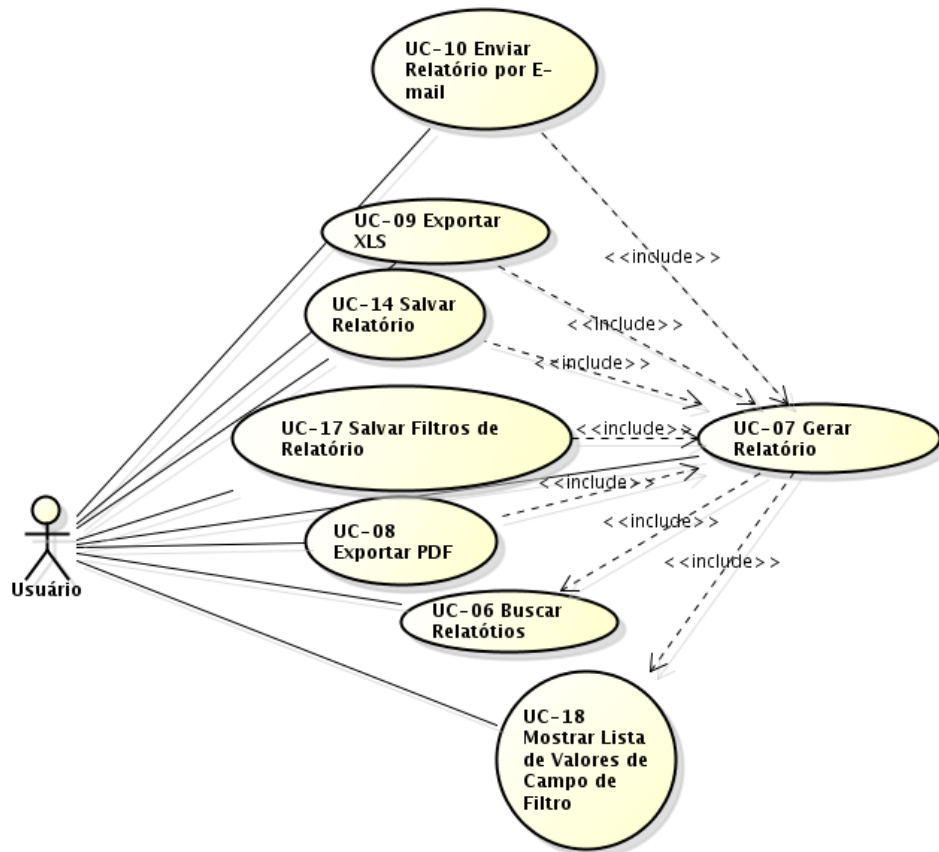 UC-10 Enviar
Relatório por E-
mail
UC-09 Exportar
XLS
<<include>>
UC-14 Salvar
Relatório
<<include>>
<<include>>
UC-17 Salvar Filtros de
Relatório
<<include>>
UC-07 Gerar
Relatório
<<include>>
UC-08
Exportar PDF
<<include>>
<<include>>
Usuário
UC-06 Buscar
Relatótios
UC-18
Mostrar Lista
de Valores de
Campo de
Filtro